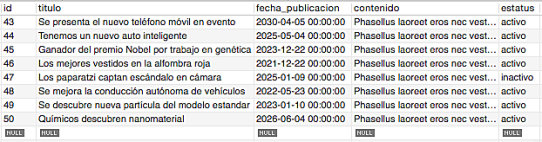 id título fecha_publicacion contenido estatus
43 Se presenta el nuevo teléfono móvil en evento 2030-04-05 00:00:00 Phasellus laoreet eros nec vest... activo
44 Tenemos un nuevo auto inteligente 2025-05-04 00:00:00 Phasellus laoreet eros nec vest... activo
45 Ganador del premio Nobel por trabajo en genética 2023-12-22 00:00:00 Phasellus laoreet eros nec vest... activo
46 Los mejores vestidos en la alfombra roja 2021-12-22 00:00:00 Phasellus laoreet eros nec vest... activo
47 Los paparatzi captan escándalo en cámara 2025-01-09 00:00:00 Phasellus laoreet eros nec vest... inactivo
48 Se mejora la conducción autónoma de vehículos 2022-05-23 00:00:00 Phasellus laoreet eros nec vest... activo
49 Se descubre nueva partícula del modelo estandar 2023-01-10 00:00:00 Phasellus laoreet eros nec vest... activo
50 Químicos descubren nanomaterial 2026-06-04 00:00:00 Phasellus laoreet eros nec vest... activo
NULL NULL NULL NULL NULL